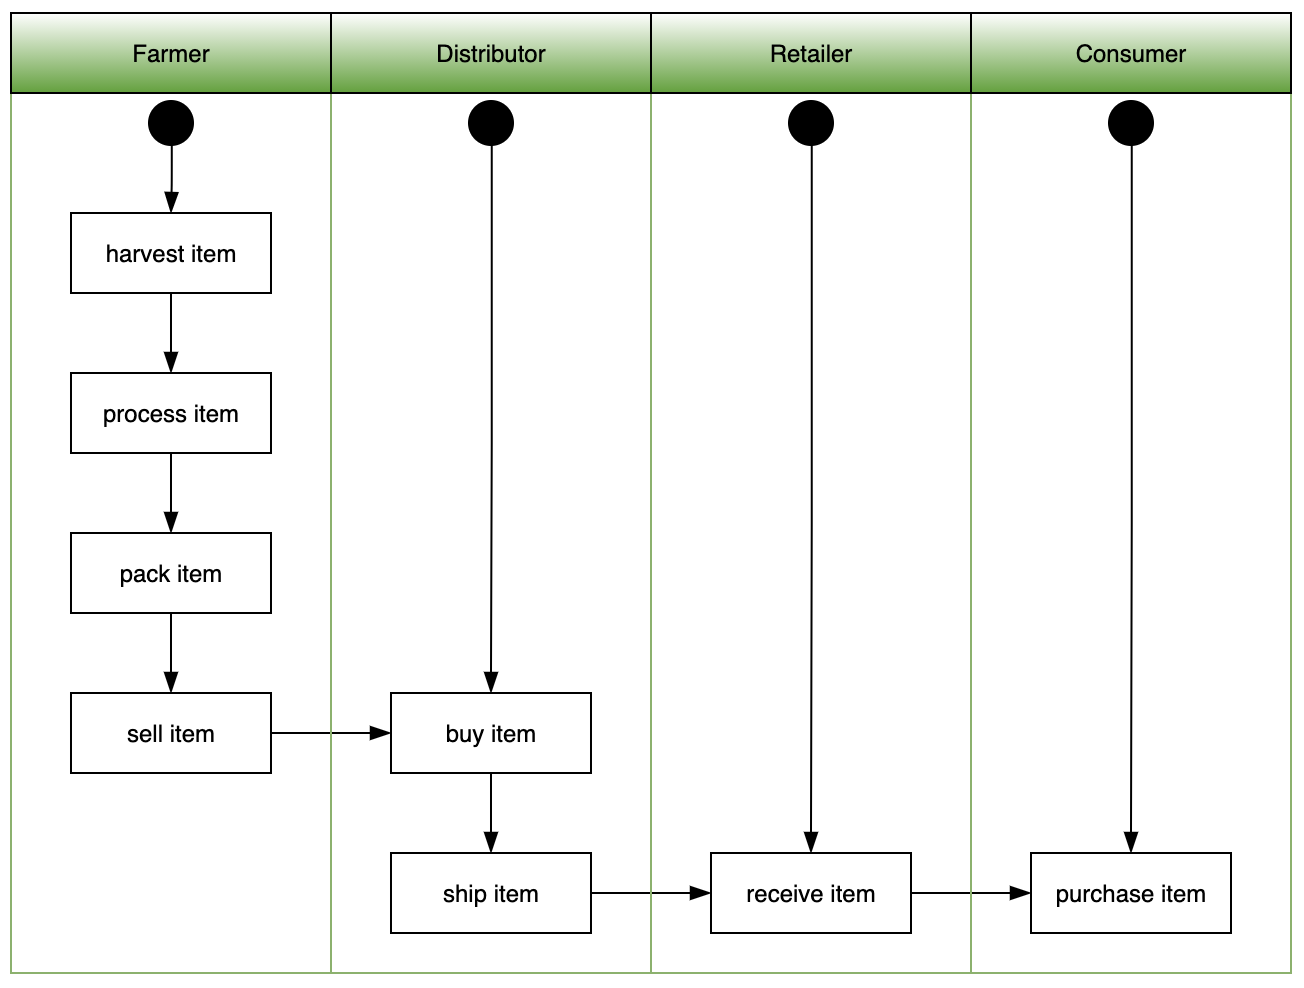 Farmer
Distributor
Retailer
Consumer
harvest item
process item
pack item
sell item
buy item
ship item
receive item
purchase item